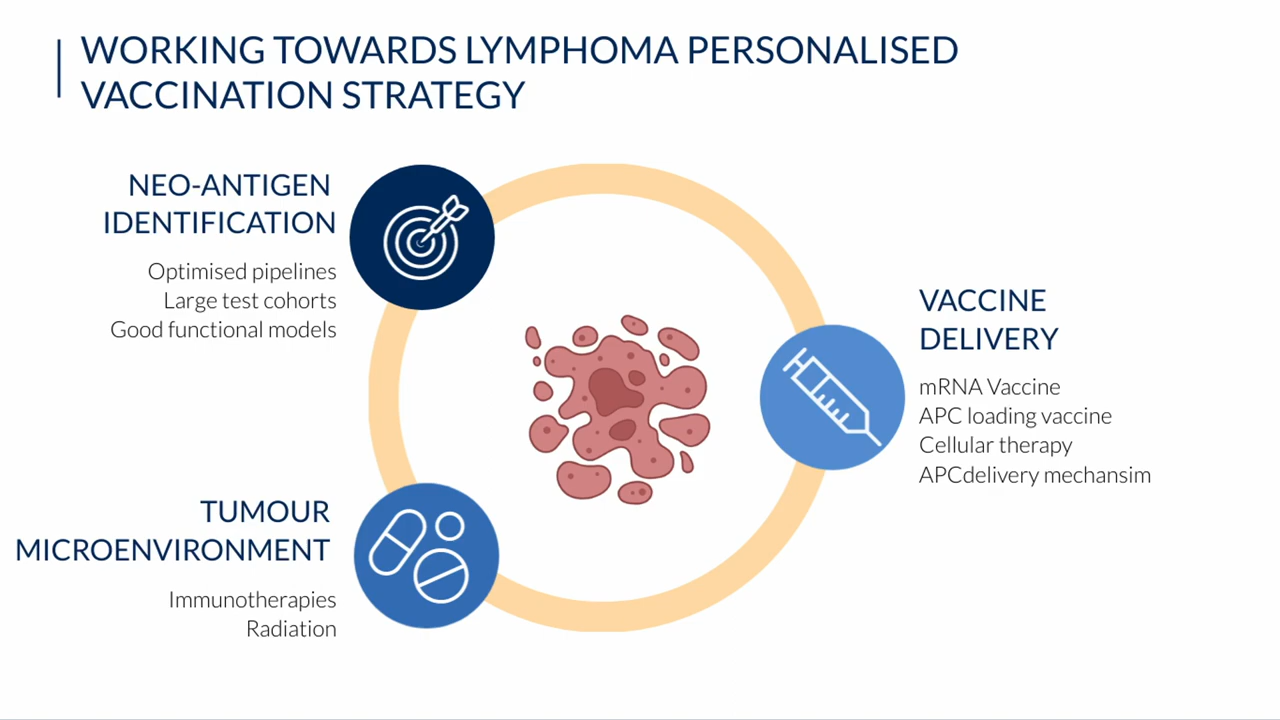 WORKING TOWARDS LYMPHOMA PERSONALISED
VACCINATION STRATEGY
NEO-ANTIGEN
IDENTIFICATION
Optimised pipelines
Large test cohorts
Good functional models
VACCINE
DELIVERY
mRNA Vaccine
APC loading vaccine
Cellular therapy
APCdelivery mechansim
TUMOUR
MICROENVIRONMENT
Immunotherapies
Radiation